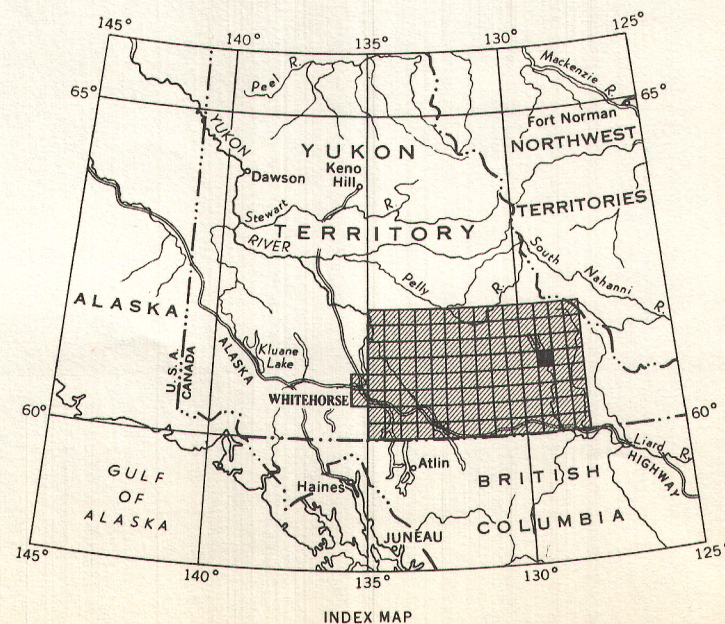 145°
140°
135°
130°
125°
65°
Peel R.
Mackenzie R.
65°
Fort Norman
YUKON
YUKON
NORTHWEST
Keno
Hill
Dawson
TERRITORIES
Stewart R.
TERRITORY
RIVER
South Nahanni R.
Pelly R.
ALASKA
ALASKA
Kluane
Lake
U.S.A.
CANADA
WHITEHORSE
60°
60°
Liard R.
HIGHWAY
Atlin
BRITISH
GULF
OF
ALASKA
Haines
COLUMBIA
JUNEAU
145°
140°
135°
130°
125°
INDEX MAP